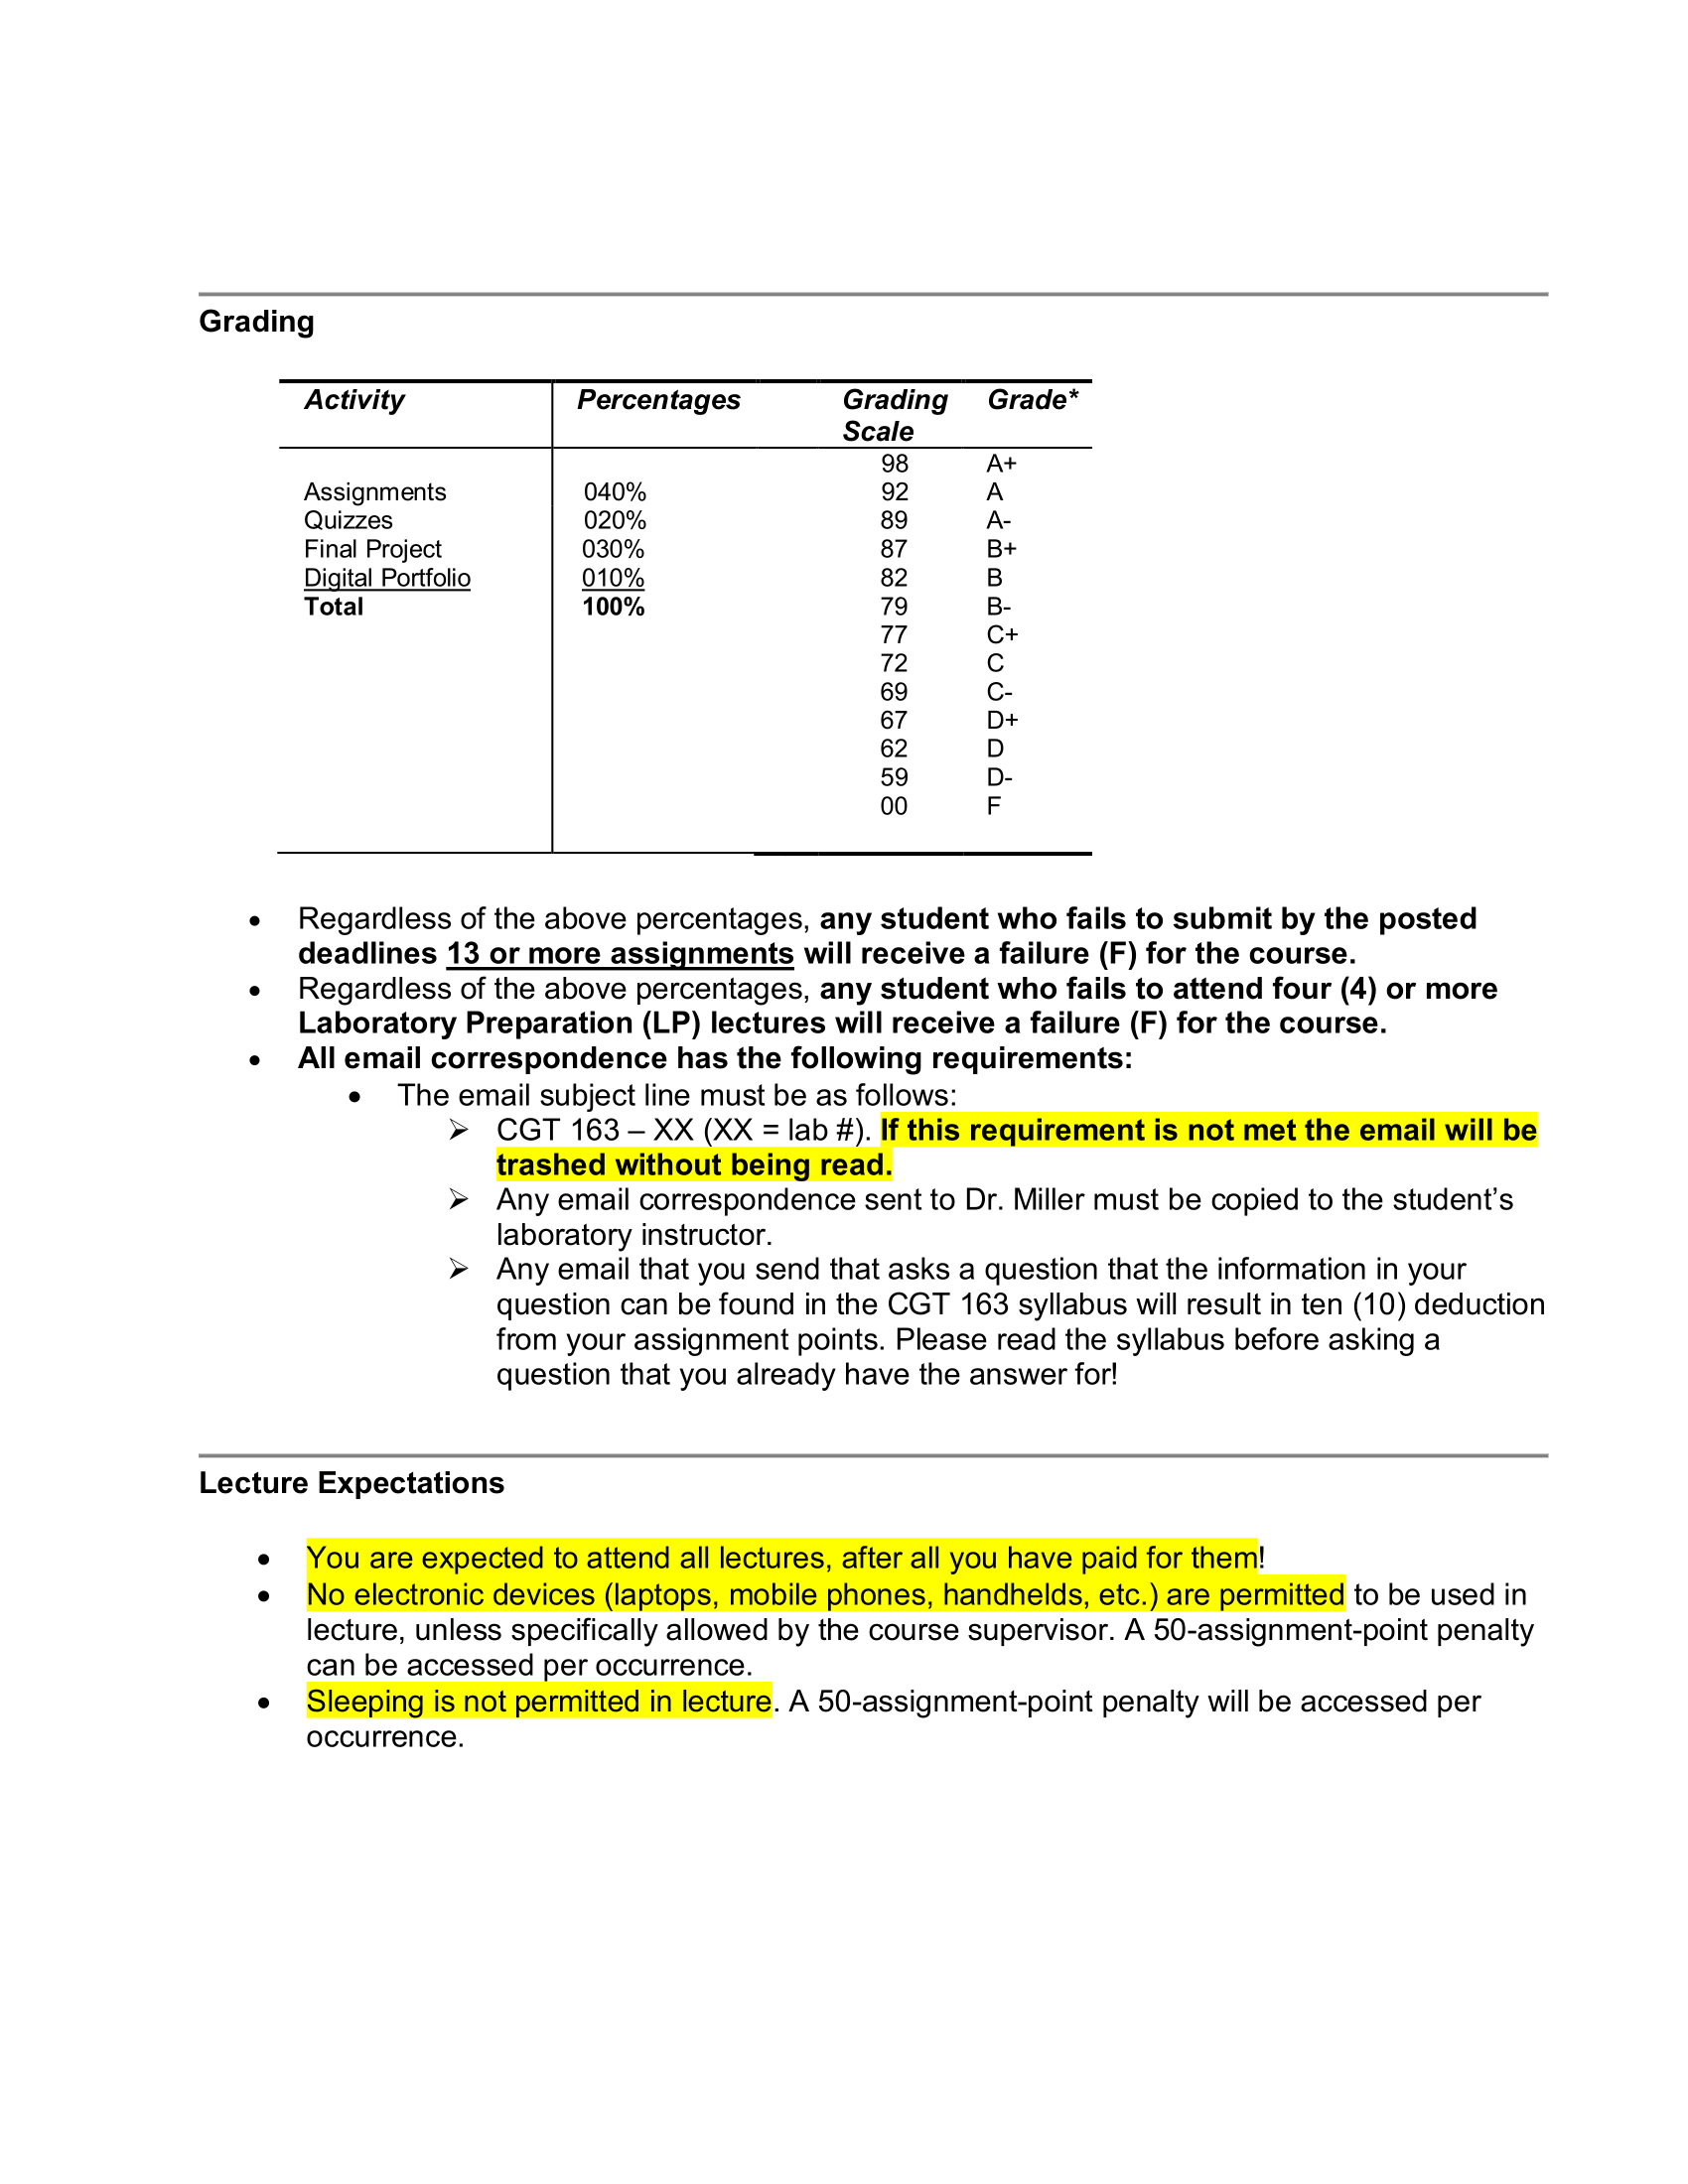 Grading
Activity Percentages Grading Grade*
Scale
98 A+
Assignments 040% 92 A
Quizzes 020% 89 A-
Final Project 030% 87 B+
Digital Portfolio 010% 82 B
Total 100% 79 B-
77 C+
72 C
69 C-
67 D+
62 D
59 D-
00 F
• Regardless of the above percentages, any student who fails to submit by the posted
deadlines 13 or more assignments will receive a failure (F) for the course.
• Regardless of the above percentages, any student who fails to attend four (4) or more
Laboratory Preparation (LP) lectures will receive a failure (F) for the course.
• All email correspondence has the following requirements:
• The email subject line must be as follows:
➢ CGT 163 – XX (XX = lab #). If this requirement is not met the email will be
trashed without being read.
➢ Any email correspondence sent to Dr. Miller must be copied to the student’s
laboratory instructor.
➢ Any email that you send that asks a question that the information in your
question can be found in the CGT 163 syllabus will result in ten (10) deduction
from your assignment points. Please read the syllabus before asking a
question that you already have the answer for!
Lecture Expectations
• You are expected to attend all lectures, after all you have paid for them!
• No electronic devices (laptops, mobile phones, handhelds, etc.) are permitted to be used in
lecture, unless specifically allowed by the course supervisor. A 50-assignment-point penalty
can be accessed per occurrence.
• Sleeping is not permitted in lecture. A 50-assignment-point penalty will be accessed per
occurrence.